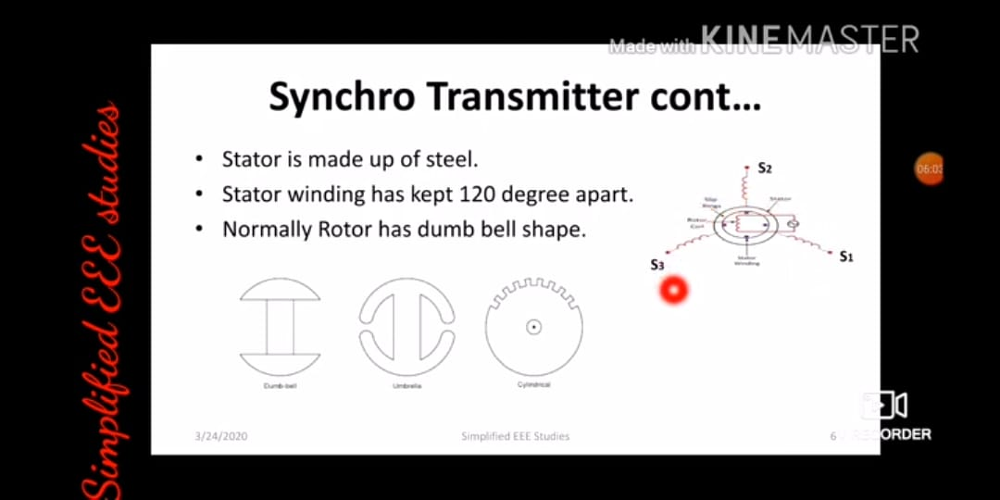 Made with KINEMASTER
Synchro Transmitter cont...
• Stator is made up of steel.
• Stator winding has kept 120 degree apart.
• Normally Rotor has dumb bell shape.
S2
Slip
Rings
Stator
Rotor
Coil
S3
S1
Stator
Winding
06:03
Dumb-bell
Umbrella
Cylindrical
3/24/2020
Simplified EEE Studies
6
RECORDER
Simplified EEE studies